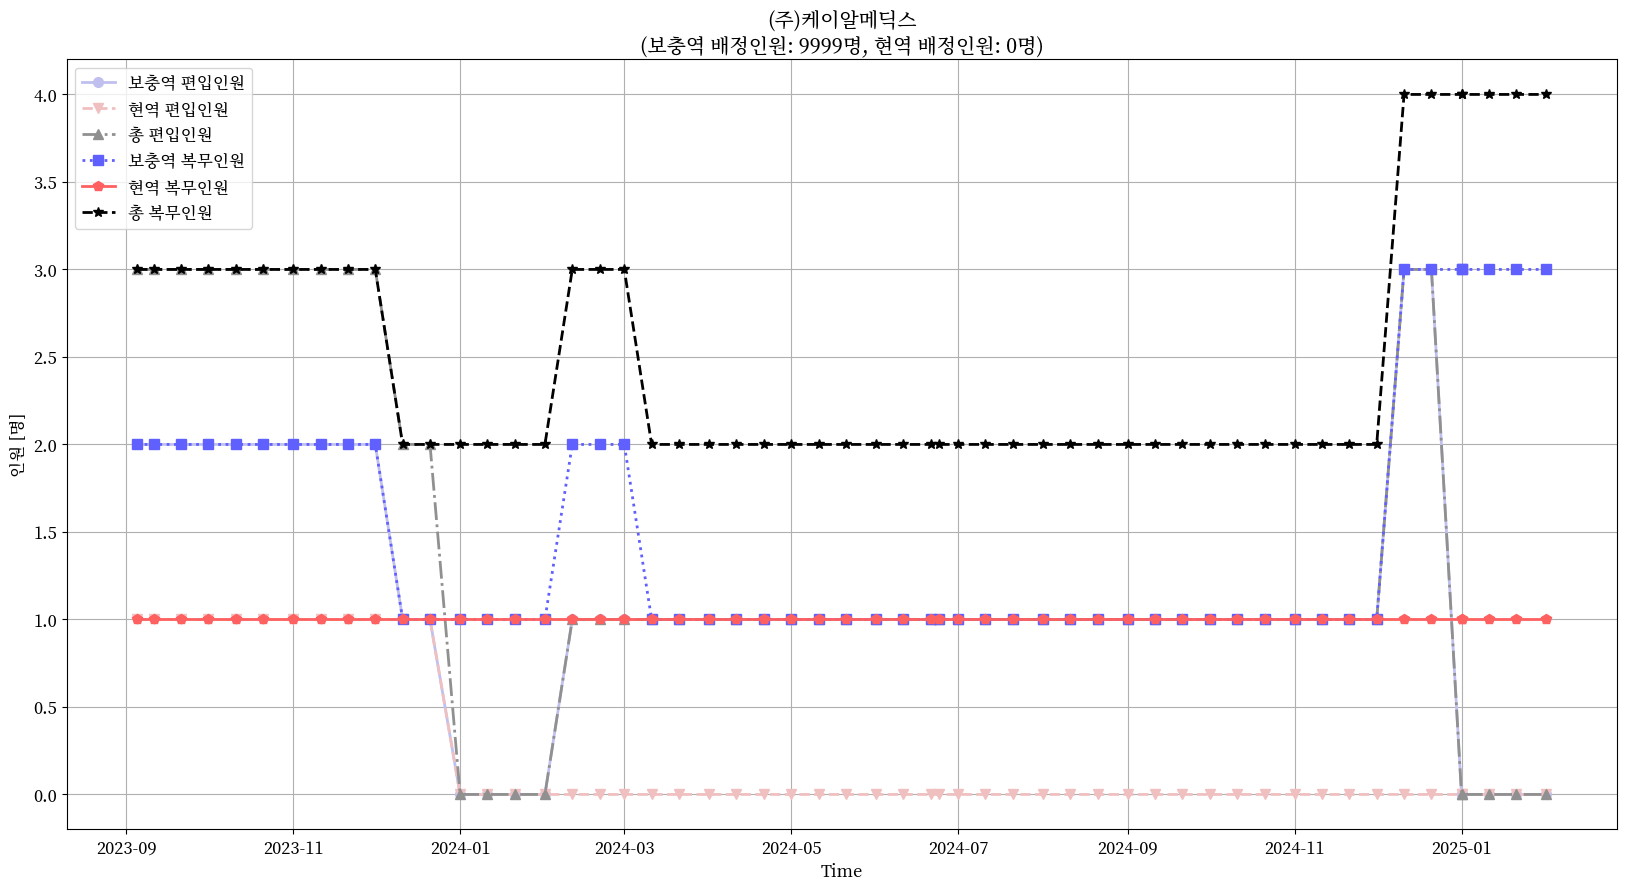 (주)케이알메딕스
(보충역 배정인원: 9999명, 현역 배정인원: 0명)
보충역 편입인원
현역 편입인원
총 편입인원
보충역 복무인원
현역 복무인원
총 복무인원
4.0
3.5
3.0
2.5
2.0
1.5
1.0
0.5
0.0
인원 [명]
2023-09
2023-11
2024-01
2024-03
2024-05
2024-07
2024-09
2024-11
2025-01
Time